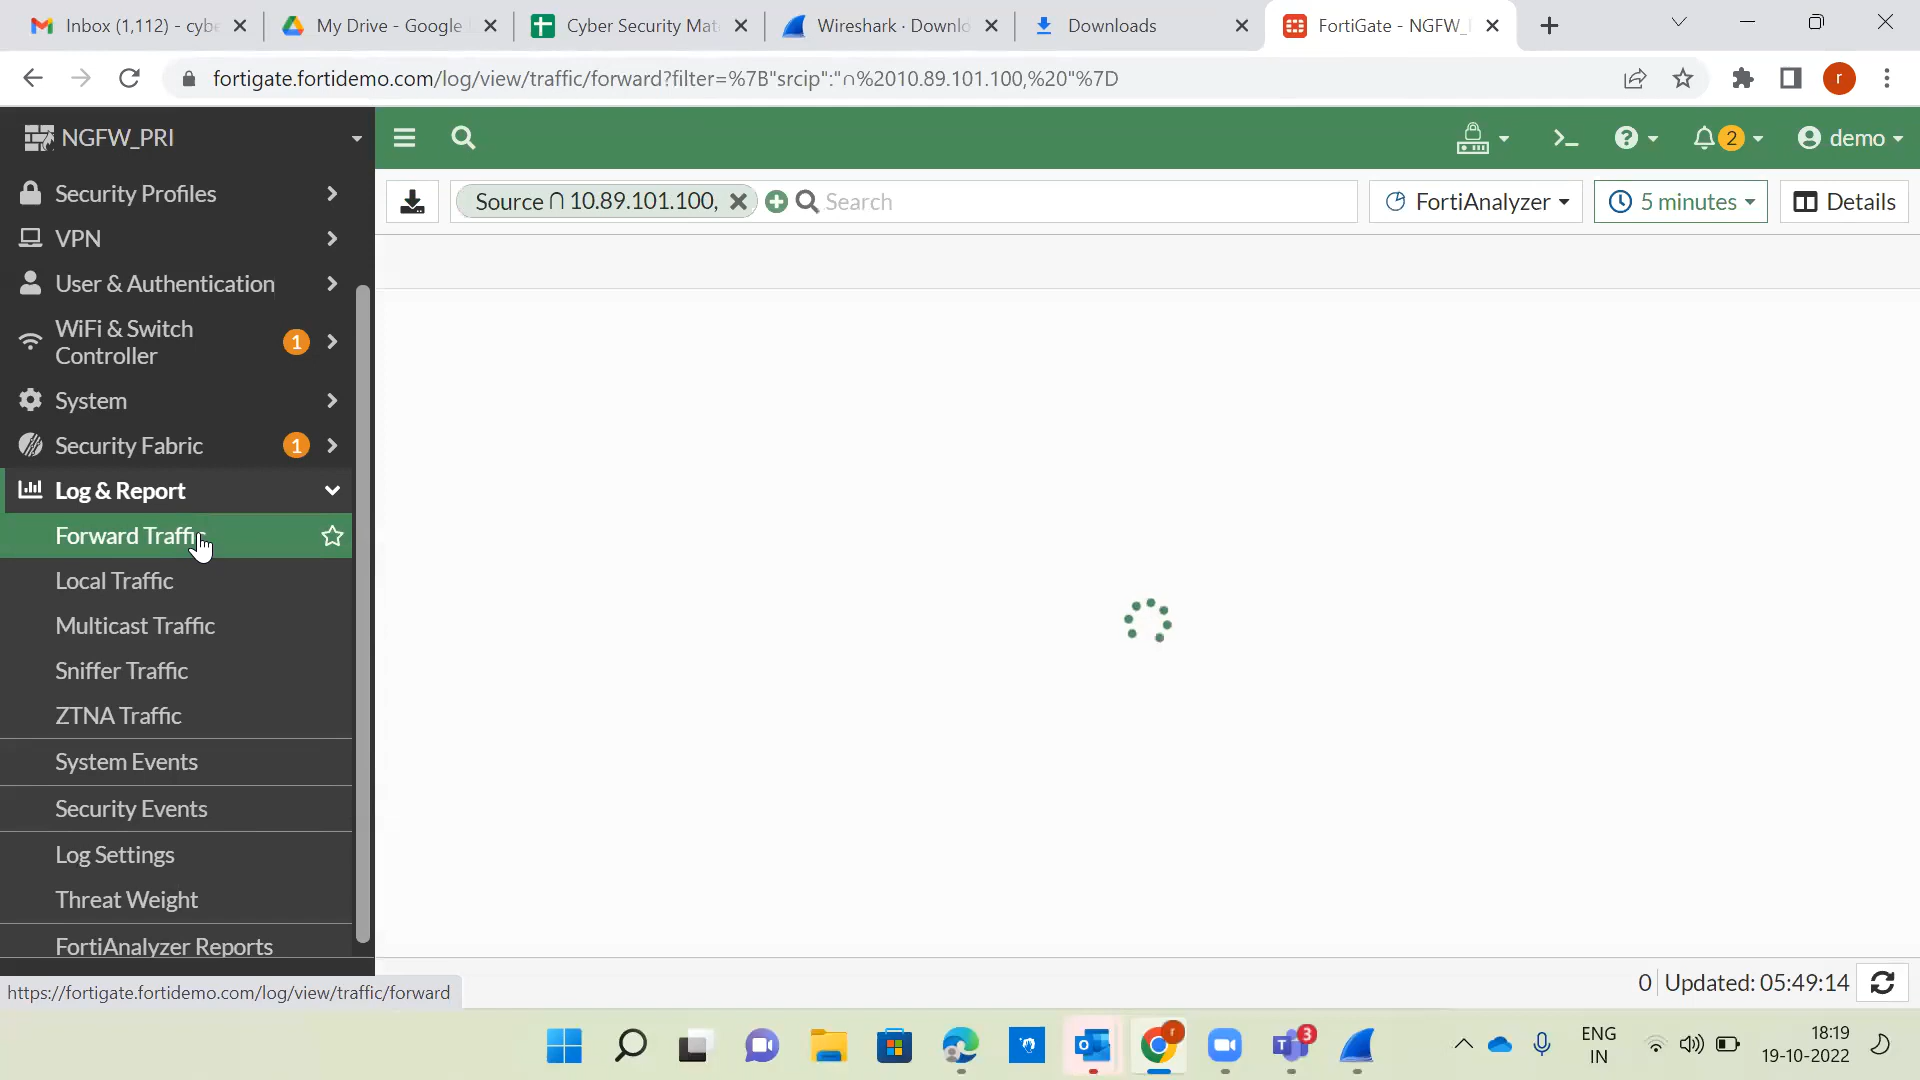 Inbox (1,112) - cybe
My Drive - Google
Cyber Security Mat
Wireshark · Downlo
Downloads
FortiGate - NGFW_
fortigate.fortidemo.com/log/view/traffic/forward?filter=%7B"srcip":"∩%2010.89.101.100,%20"%7D
r
NGFW_PRI
2
demo
Security Profiles
VPN
User & Authentication
WiFi & Switch
Controller
1
System
Security Fabric
1
Log & Report
Forward Traffic
Local Traffic
Multicast Traffic
Sniffer Traffic
ZTNA Traffic
System Events
Security Events
Log Settings
Threat Weight
FortiAnalyzer Reports
Source ∩ 10.89.101.100,
Search
FortiAnalyzer
5 minutes
Details
0
Updated: 05:49:14
https://fortigate.fortidemo.com/log/view/traffic/forward
r
3
ENG
IN
18:19
19-10-2022